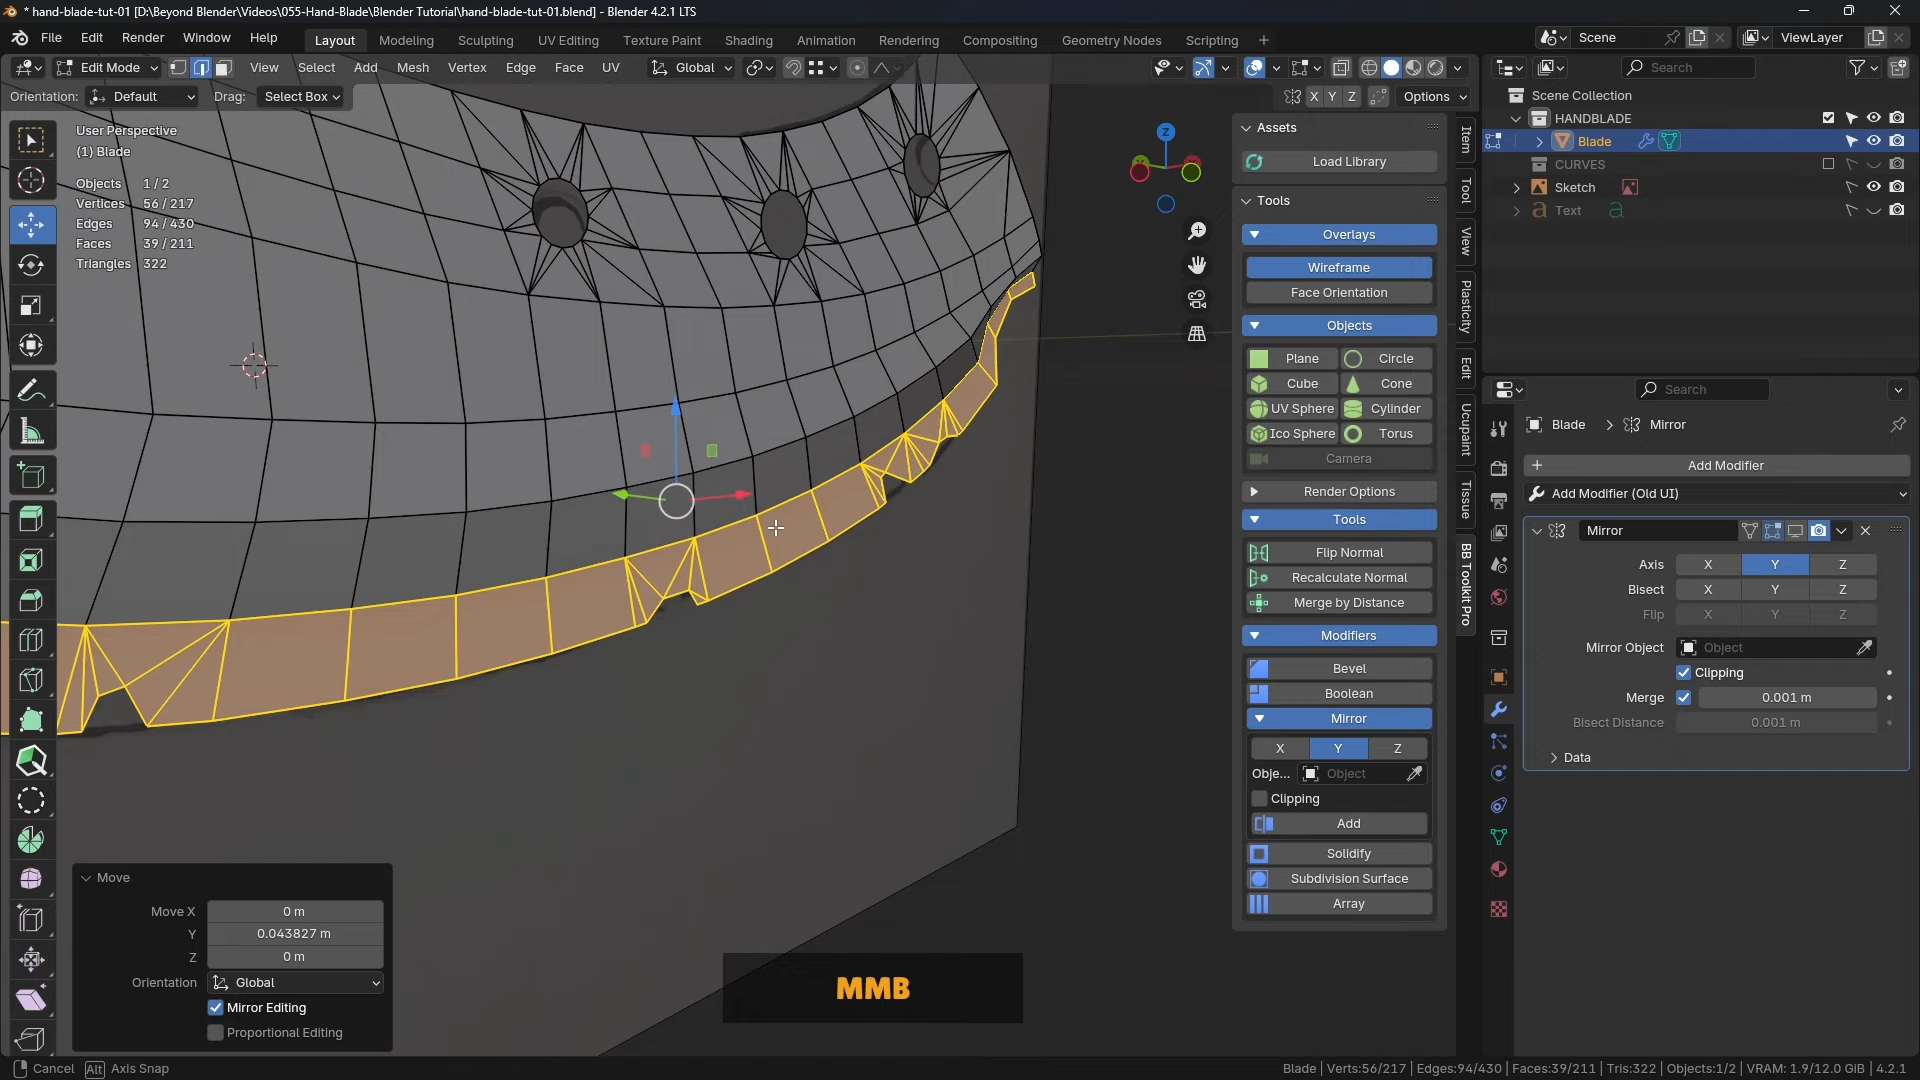 * hand-blade-tut-01 [D:\Beyond Blender\Videos\055-Hand-Blade\Blender Tutorial\hand-blade-tut-01.blend] - Blender 4.2.1 LTS
File Edit Render Window Help Layout Modeling Sculpting UV Editing Texture Paint Shading Animation Rendering Compositing Geometry Nodes Scripting + Scene ViewLayer
Edit Mode View Select Add Mesh Vertex Edge Face UV Global Search
Orientation: Default Drag: Select Box X Y Z Options
User Perspective
(1) Blade
Objects 1/2
Vertices 56/217
Edges 94/430
Faces 39/211
Triangles 322
Z
Move
Move X 0 m
Y 0.043827 m
Z 0 m
Orientation Global
Mirror Editing
Proportional Editing
MMB
Assets
Load Library
Tools
Overlays
Wireframe
Face Orientation
Objects
Plane Circle
Cube Cone
UV Sphere Cylinder
Ico Sphere Torus
Camera
Render Options
Tools
Flip Normal
Recalculate Normal
Merge by Distance
Modifiers
Bevel
Boolean
Mirror
X Y Z
Obje... Object
Clipping
Add
Solidify
Subdivision Surface
Array
Item
Tool
View
Plasticity
Edit
Ucupaint
Tissue
BB Toolkit Pro
Scene Collection
HANDBLADE
Blade
CURVES
Sketch
Text
Search
Blade > Mirror
+ Add Modifier
Add Modifier (Old UI)
Mirror
Axis X Y Z
Bisect X Y Z
Flip X Y Z
Mirror Object Object
Clipping
Merge 0.001 m
Bisect Distance 0.001 m
Data
Cancel Alt Axis Snap
Blade | Verts:56/217 | Edges:94/430 | Faces:39/211 | Tris:322 | Objects:1/2 | VRAM: 1.9/12.0 GiB | 4.2.1